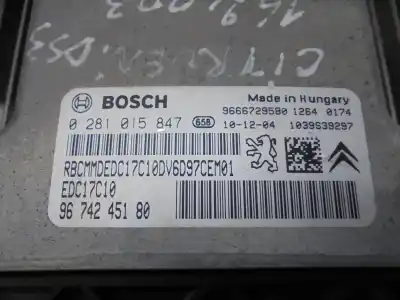 169003
CITROEN DS3
BOSCH
Made in Hungary
9666729580 1264 0174
0 281 015 847 658 10-12-04 1039S39297
RBCMMDEDC17C10DV6D97CEM01
EDC17C10
96 742 451 80